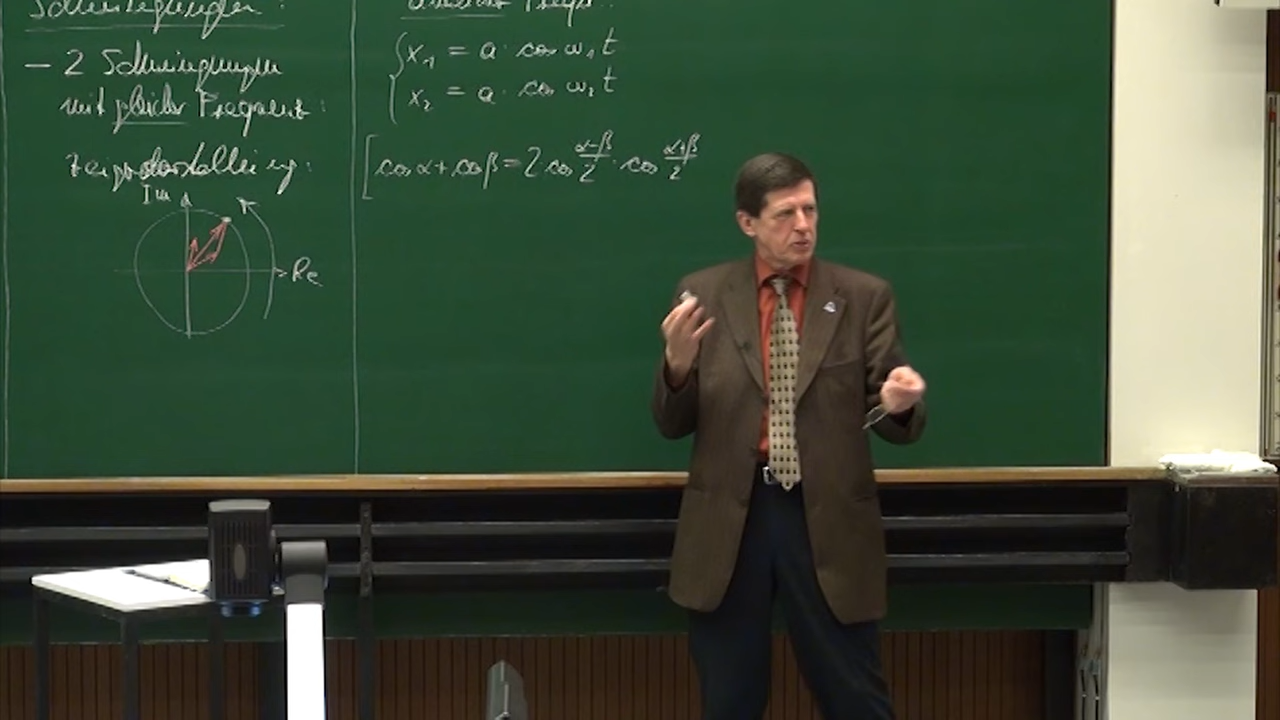 Schwingungen:
– 2 Schwingungen
mit gleicher Frequenz:
Zeigerdarstellung:
Im
Re
x₁ = a · cos ω₁ t
x₂ = a · cos ω₂ t
[ cos α + cos β = 2 cos (α-β)/2 · cos (α+β)/2